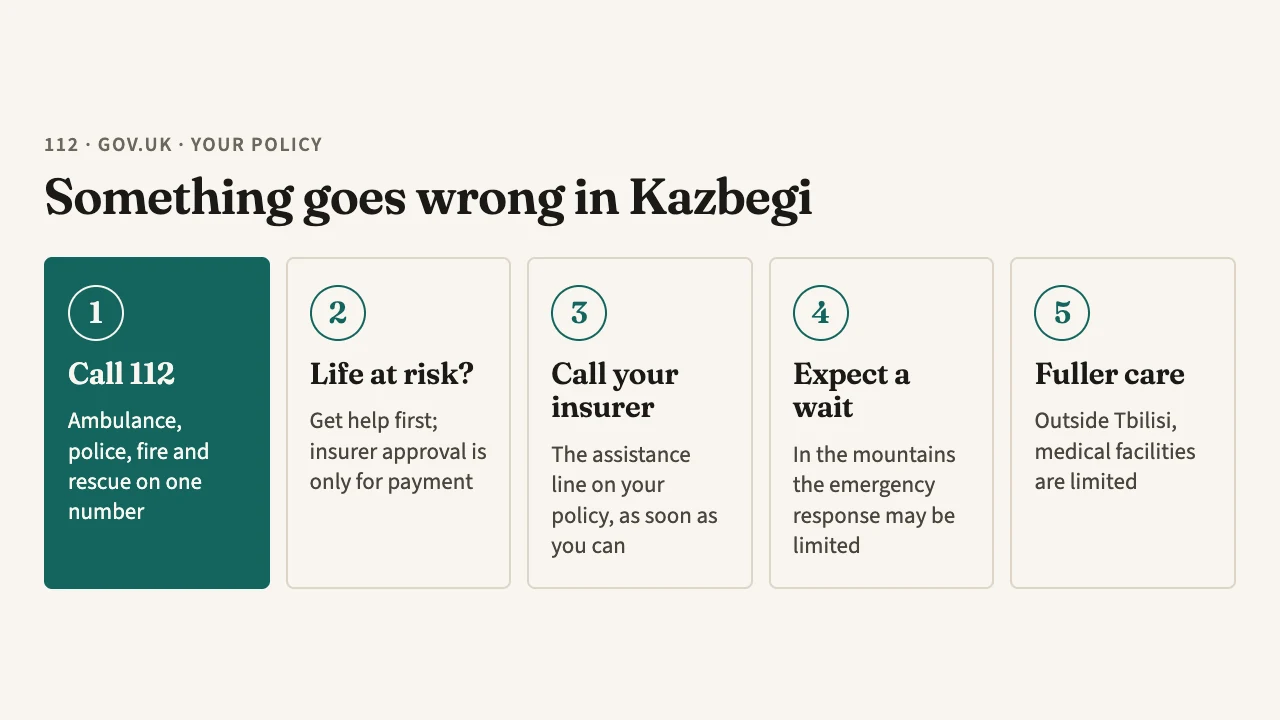 112 · GOV.UK · YOUR POLICY
Something goes wrong in Kazbegi
1
Call 112
Ambulance,
police, fire and
rescue on one
number
2
Life at risk?
Get help first;
insurer approval is
only for payment
3
Call your
insurer
The assistance
line on your
policy, as soon as
you can
4
Expect a
wait
In the mountains
the emergency
response may be
limited
5
Fuller care
Outside Tbilisi,
medical facilities
are limited